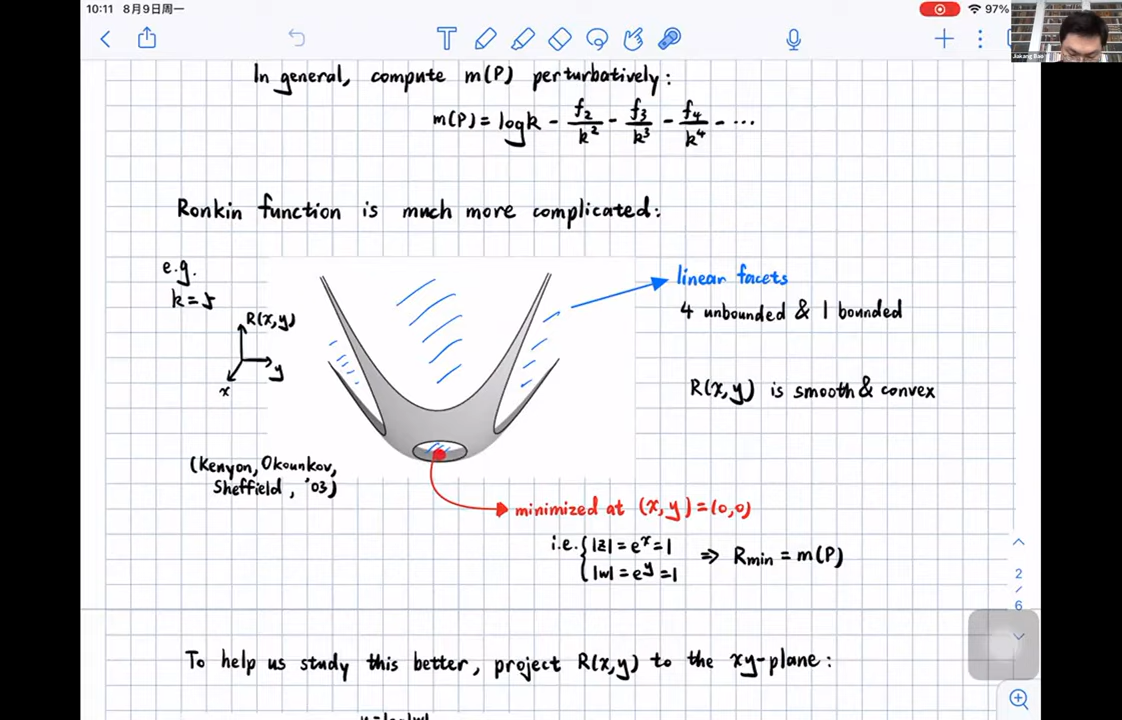 10:11 8月9日周一
97%
Jiakang Bao
In general, compute m(P) perturbatively:
m(P) = log k − f₂/k² − f₃/k³ − f₄/k⁴ − ⋯
Ronkin function is much more complicated:
e.g.
k=5
R(x,y)
y
x
linear facets
4 unbounded & 1 bounded
R(x,y) is smooth & convex
(Kenyon, Okounkov,
Sheffield, '03)
minimized at (x,y)=(0,0)
i.e. { |z|=eˣ=1
|w|=eʸ=1
⇒ Rmin = m(P)
2
/
6
To help us study this better, project R(x,y) to the xy-plane: